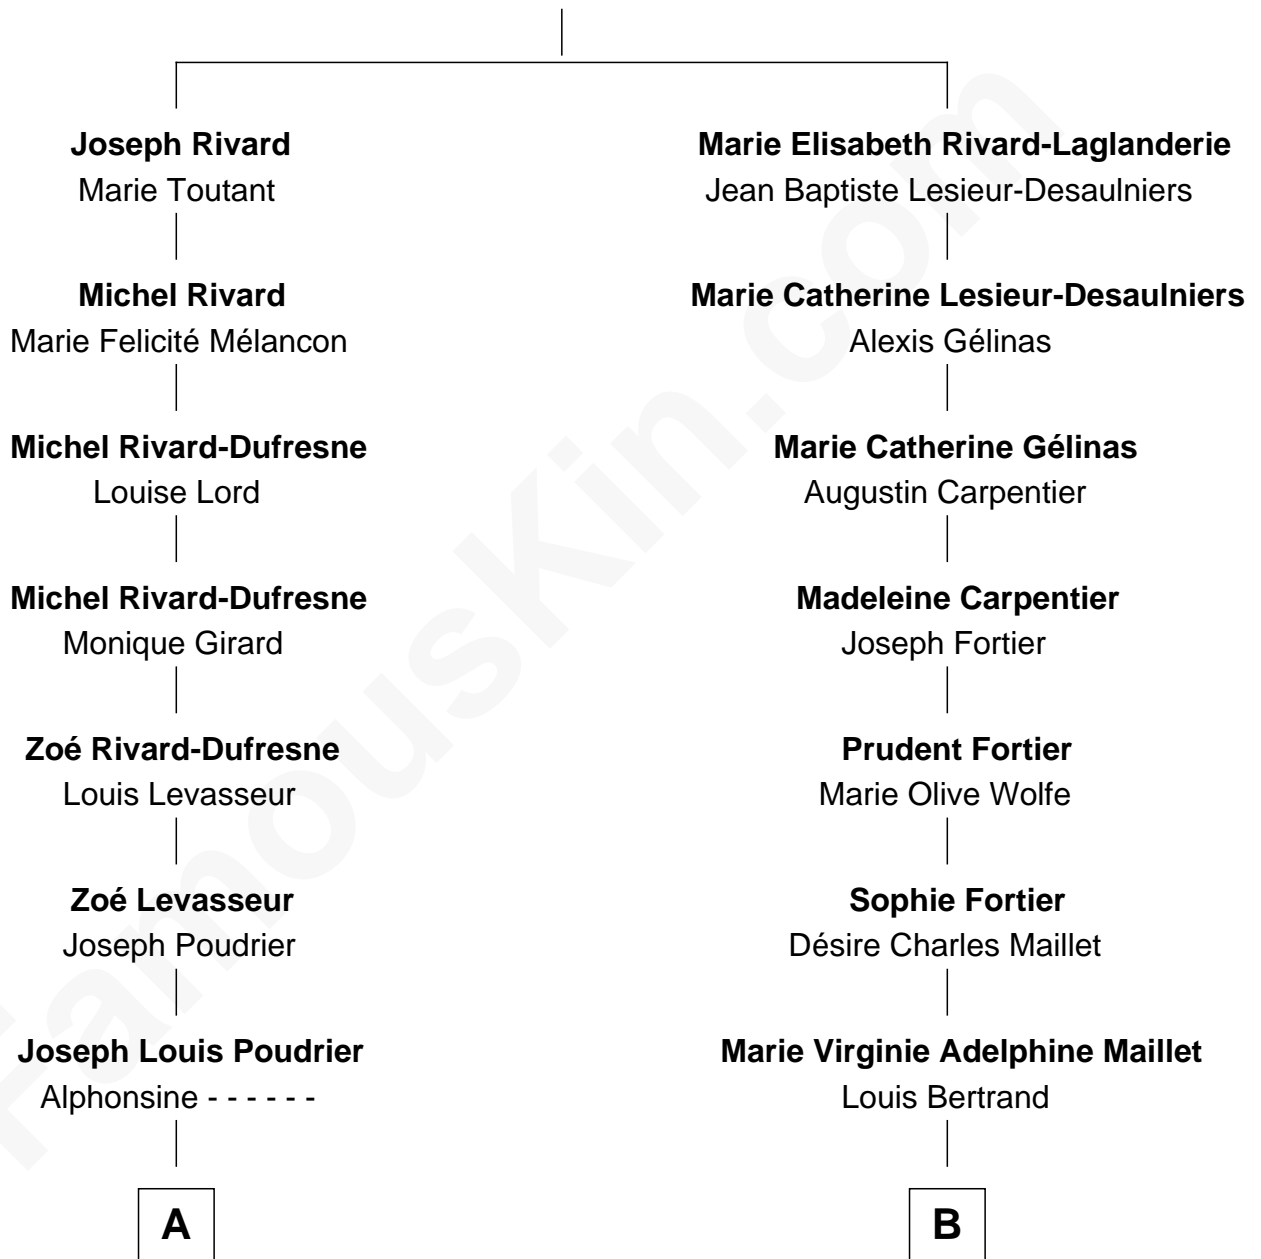 Joseph Rivard
Marie Toutant
Michel Rivard
Marie Felicité Mélancon
Michel Rivard-Dufresne
Louise Lord
Michel Rivard-Dufresne
Monique Girard
Zoé Rivard-Dufresne
Louis Levasseur
Zoé Levasseur
Joseph Poudrier
Joseph Louis Poudrier
Alphonsine - - - - - -
A
Marie Elisabeth Rivard-Laglanderie
Jean Baptiste Lesieur-Desaulniers
Marie Catherine Lesieur-Desaulniers
Alexis Gélinas
Marie Catherine Gélinas
Augustin Carpentier
Madeleine Carpentier
Joseph Fortier
Prudent Fortier
Marie Olive Wolfe
Sophie Fortier
Désire Charles Maillet
Marie Virginie Adelphine Maillet
Louis Bertrand
B
FamousKin.com